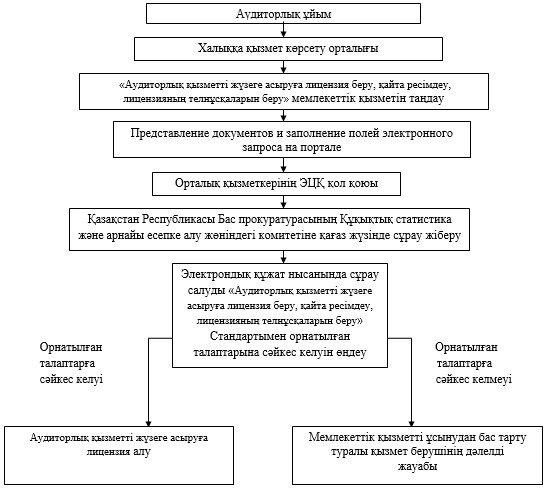 Аудиторлық ұйым
Халыққа қызмет көрсету орталығы
«Аудиторлық қызметті жүзеге асыруға лицензия беру, қайта ресімдеу,
лицензияның телнұсқаларын беру» мемлекеттік қызметін таңдау
Представление документов и заполнение полей электронного
запроса на портале
Орталық қызметкерінің ЭЦҚ қол қоюы
Қазақстан Республикасы Бас прокуратурасының Құқықтық статистика
және арнайы есепке алу жөніндегі комитетіне қағаз жүзінде сұрау жіберу
Электрондық құжат нысанында сұрау
салуды «Аудиторлық қызметті жүзеге
асыруға лицензия беру, қайта ресімдеу,
лицензияның телнұсқаларын беру»
Стандартымен орнатылған
талаптарына сәйкес келуін өңдеу
Орнатылған
талаптарға
сәйкес келуі
Орнатылған
талаптарға
сәйкес келмеуі
Аудиторлық қызметті жүзеге асыруға
лицензия алу
Мемлекеттік қызметті ұсынудан бас тарту
туралы қызмет берушінің дәлелді
жауабы